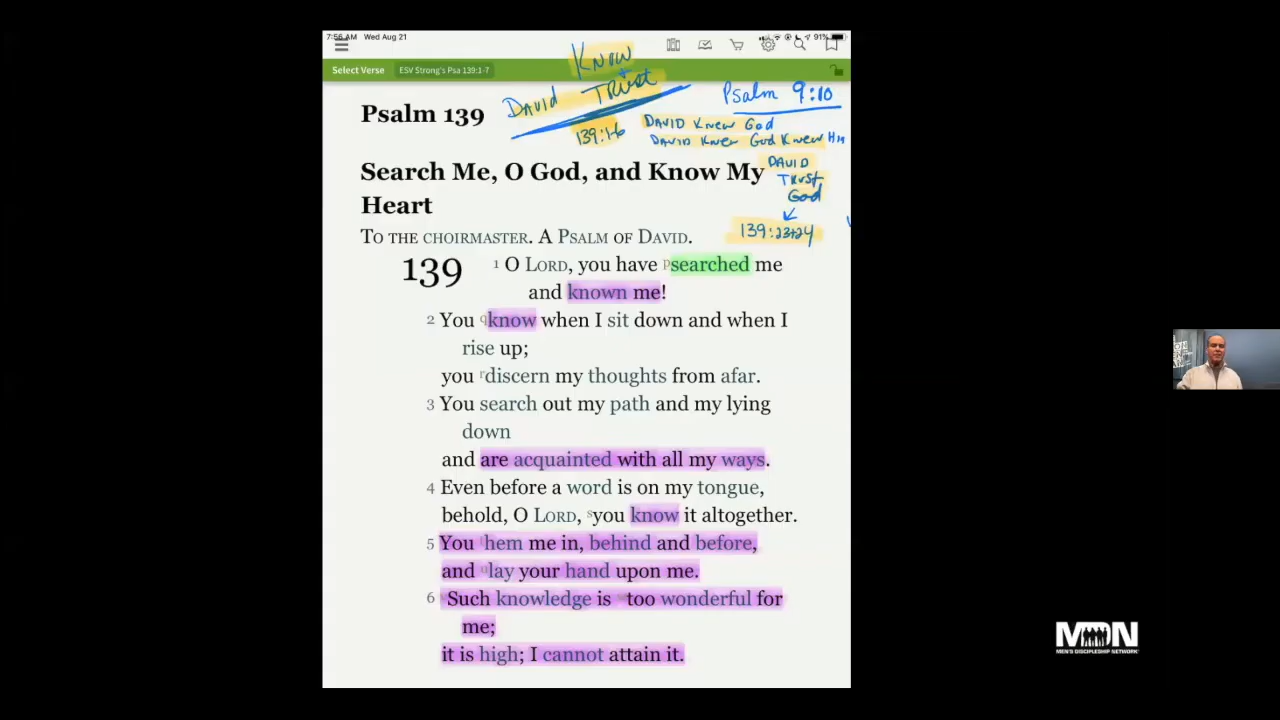 7:56 AM Wed Aug 21
91%
Select Verse ESV Strong's Psa 139:1-7
Know
+
David Trust
Psalm 9:10
139:1-6
David Knew God
David Knew God Knew Him
David
Trust
God
139:23+24
Psalm 139
Search Me, O God, and Know My
Heart
To the choirmaster. A Psalm of David.
139
1 O Lord, you have p searched me
and known me!
2 You q know when I sit down and when I
rise up;
you r discern my thoughts from afar.
3 You search out my path and my lying
down
and are acquainted with all my ways.
4 Even before a word is on my tongue,
behold, O Lord, s you know it altogether.
5 You t hem me in, behind and before,
and u lay your hand upon me.
6 Such knowledge is too wonderful for
me;
it is high; I cannot attain it.
MDN
MEN'S DISCIPLESHIP NETWORK